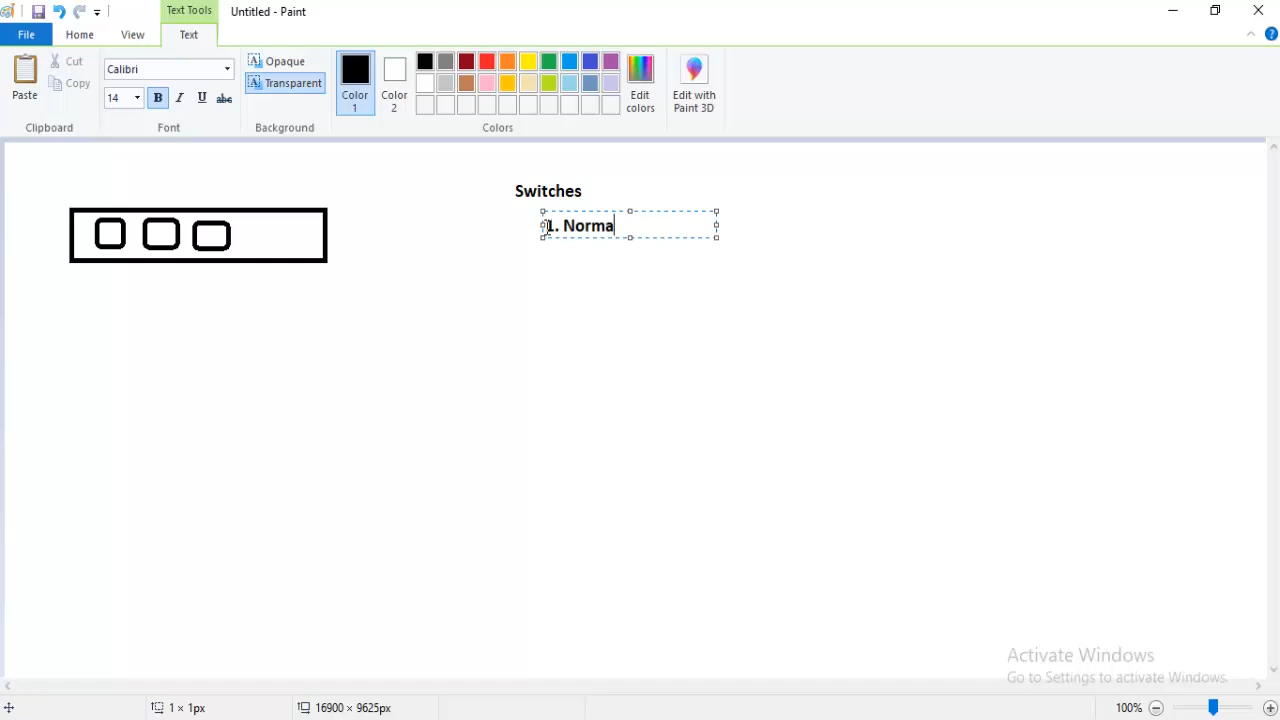 Text Tools
Untitled - Paint
File
Home
View
Text
Paste
Cut
Copy
Clipboard
Calibri
14
B
I
U
abc
Font
A Opaque
A Transparent
Background
Color 1
Color 2
Edit colors
Edit with Paint 3D
Colors
Switches
1. Norma
Activate Windows
Go to Settings to activate Windows.
1 × 1px
16900 × 9625px
100%